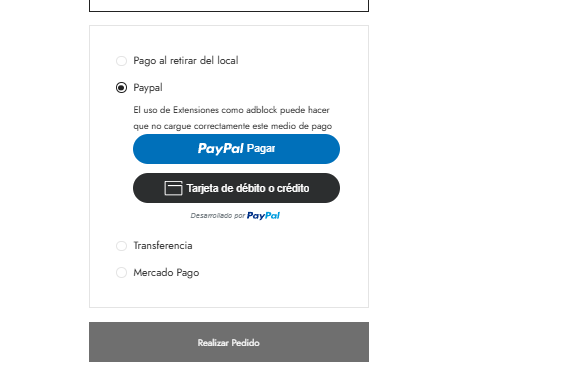 Pago al retirar del local
Paypal
El uso de Extensiones como adblock puede hacer
que no cargue correctamente este medio de pago
PayPal Pagar
Tarjeta de débito o crédito
Desarrollado por PayPal
Transferencia
Mercado Pago
Realizar Pedido